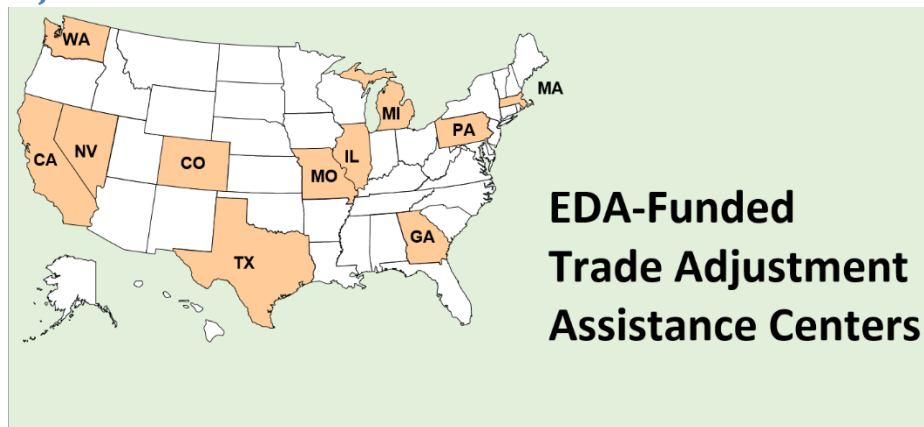 WA
MA
MI
PA
NV
IL
CA
CO
MO
GA
TX
EDA-Funded
Trade Adjustment
Assistance Centers